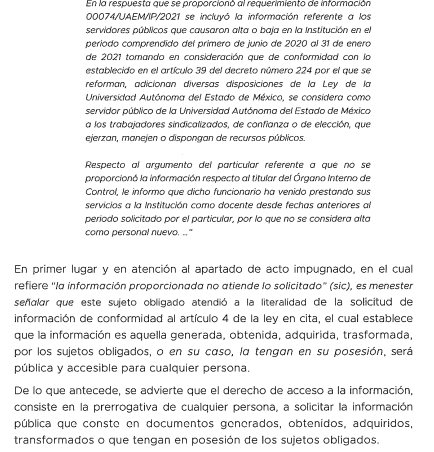 En la respuesta que se proporcionó al requerimiento de información
00074/UAEM/IP/2021 se incluyó la información referente a los
servidores públicos que causaron alta o baja en la Institución en el
periodo comprendido del primero de junio de 2020 al 31 de enero
de 2021 tomando en consideración que de conformidad con lo
establecido en el artículo 39 del decreto número 224 por el que se
reforman, adicionan diversas disposiciones de la Ley de la
Universidad Autónoma del Estado de México, se considera como
servidor público de la Universidad Autónoma del Estado de México
a los trabajadores sindicalizados, de confianza o de elección, que
ejerzan, manejen o dispongan de recursos públicos.
Respecto al argumento del particular referente a que no se
proporcionó la información respecto al titular del Órgano Interno de
Control, le informo que dicho funcionario ha venido prestando sus
servicios a la Institución como docente desde fechas anteriores al
periodo solicitado por el particular, por lo que no se considera alta
como personal nuevo. …"
En primer lugar y en atención al apartado de acto impugnado, en el cual
refiere "la información proporcionada no atiende lo solicitado" (sic), es menester
señalar que este sujeto obligado atendió a la literalidad de la solicitud de
información de conformidad al artículo 4 de la ley en cita, el cual establece
que la información es aquella generada, obtenida, adquirida, trasformada,
por los sujetos obligados, o en su caso, la tengan en su posesión, será
pública y accesible para cualquier persona.
De lo que antecede, se advierte que el derecho de acceso a la información,
consiste en la prerrogativa de cualquier persona, a solicitar la información
pública que conste en documentos generados, obtenidos, adquiridos,
transformados o que tengan en posesión de los sujetos obligados.